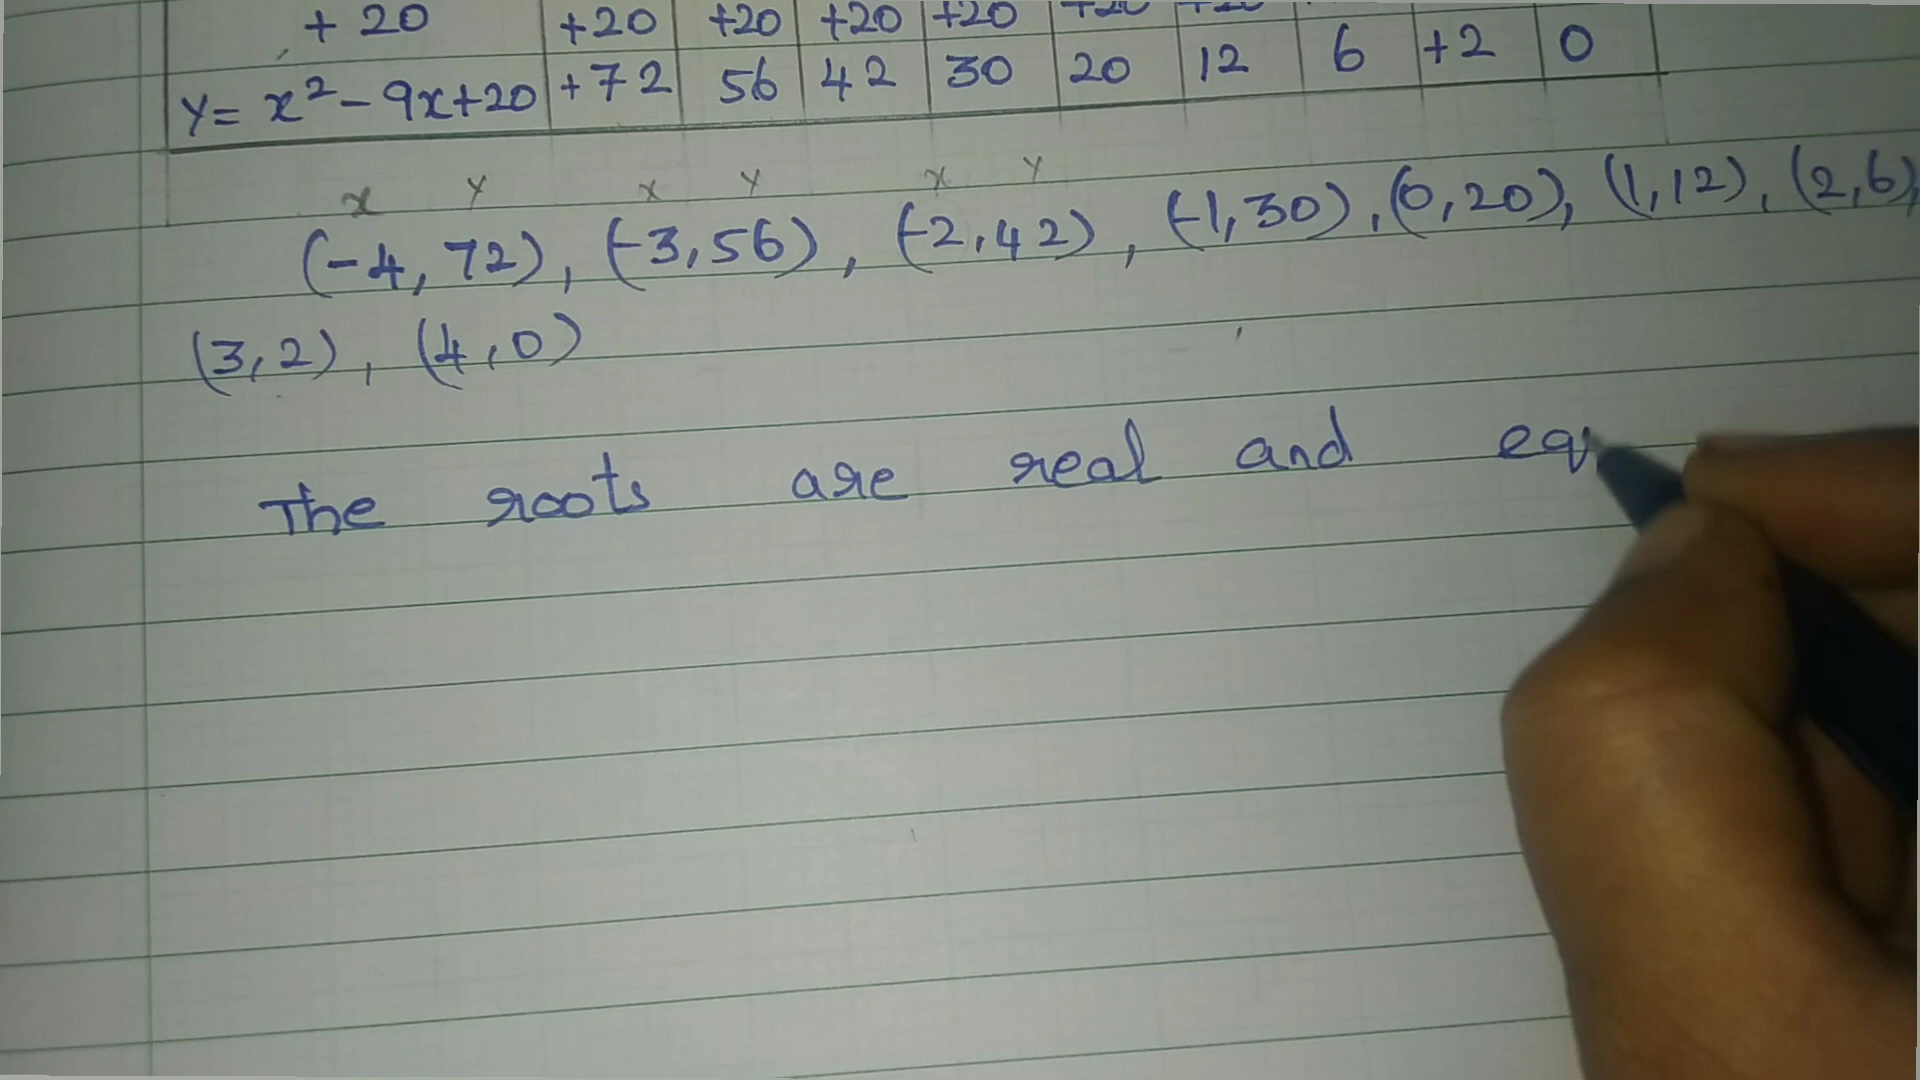 + 20 +20 +20 +20 +20 +20 +20
y= x² - 9x+20 +72 56 42 30 20 12 6 +2 0
x y x y x y
(-4, 72), (-3,56), (-2,42), (-1,30), (0,20), (1,12), (2,6),
(3,2), (4,0)
The roots are real and eq